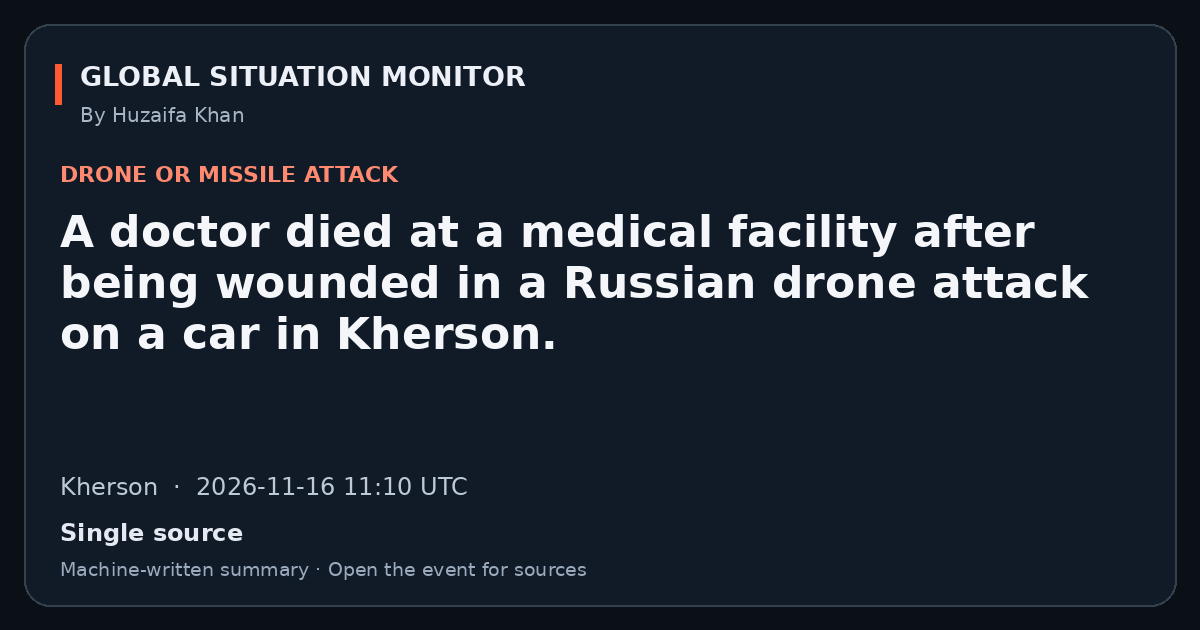 GLOBAL SITUATION MONITOR
By Huzaifa Khan
DRONE OR MISSILE ATTACK
A doctor died at a medical facility after
being wounded in a Russian drone attack
on a car in Kherson.
Kherson · 2026-11-16 11:10 UTC
Single source
Machine-written summary · Open the event for sources